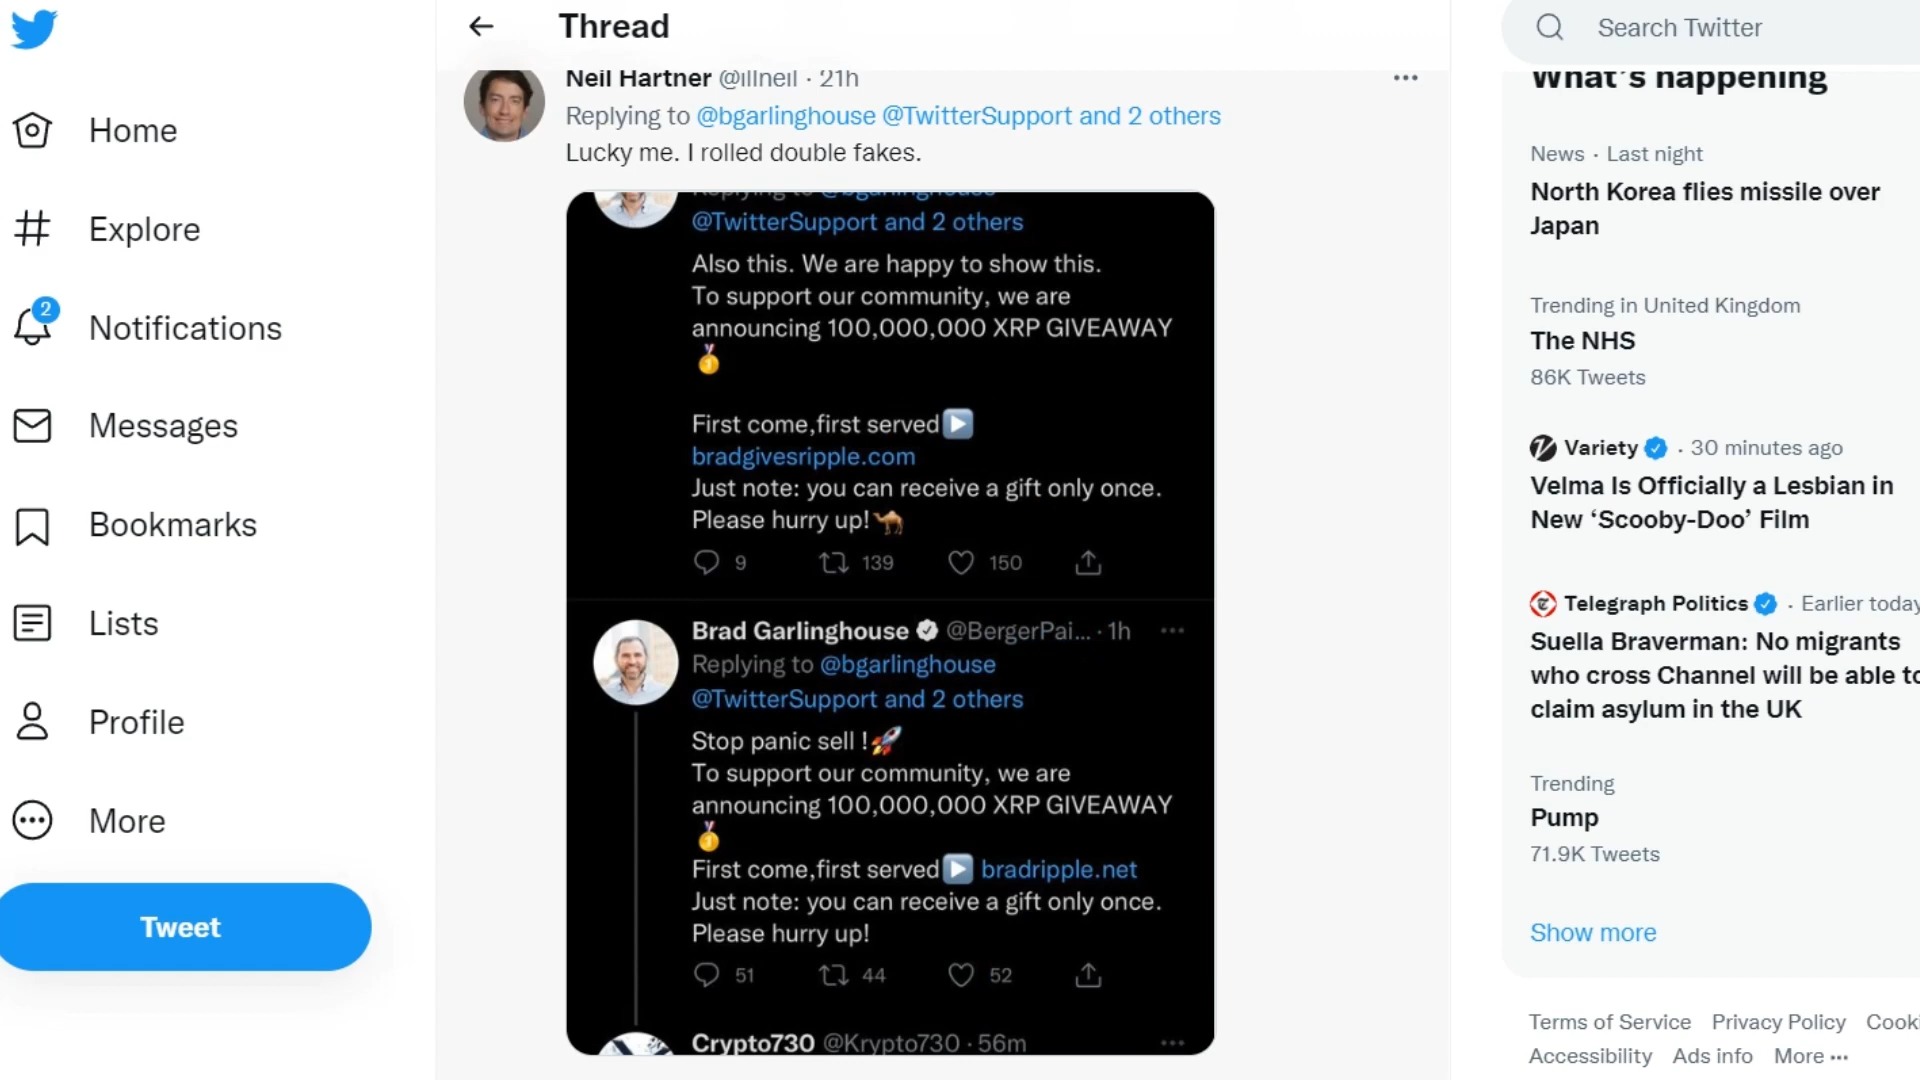 Home
Explore
2
Notifications
Messages
Bookmarks
Lists
Profile
More
Tweet
Thread
Neil Hartner @illneil · 21h
Replying to @bgarlinghouse @TwitterSupport and 2 others
Lucky me. I rolled double fakes.
Replying to @bgarlinghouse
@TwitterSupport and 2 others
Also this. We are happy to show this.
To support our community, we are
announcing 100,000,000 XRP GIVEAWAY
First come,first served
bradgivesripple.com
Just note: you can receive a gift only once.
Please hurry up!
9 139 150
Brad Garlinghouse @BergerPai... · 1h
Replying to @bgarlinghouse
@TwitterSupport and 2 others
Stop panic sell !
To support our community, we are
announcing 100,000,000 XRP GIVEAWAY
First come,first served bradripple.net
Just note: you can receive a gift only once.
Please hurry up!
51 44 52
Crypto730 @Krypto730 · 56m
Search Twitter
What's happening
News · Last night
North Korea flies missile over
Japan
Trending in United Kingdom
The NHS
86K Tweets
Variety · 30 minutes ago
Velma Is Officially a Lesbian in
New ‘Scooby-Doo’ Film
Telegraph Politics · Earlier today
Suella Braverman: No migrants
who cross Channel will be able to
claim asylum in the UK
Trending
Pump
71.9K Tweets
Show more
Terms of Service Privacy Policy Cooki
Accessibility Ads info More ···